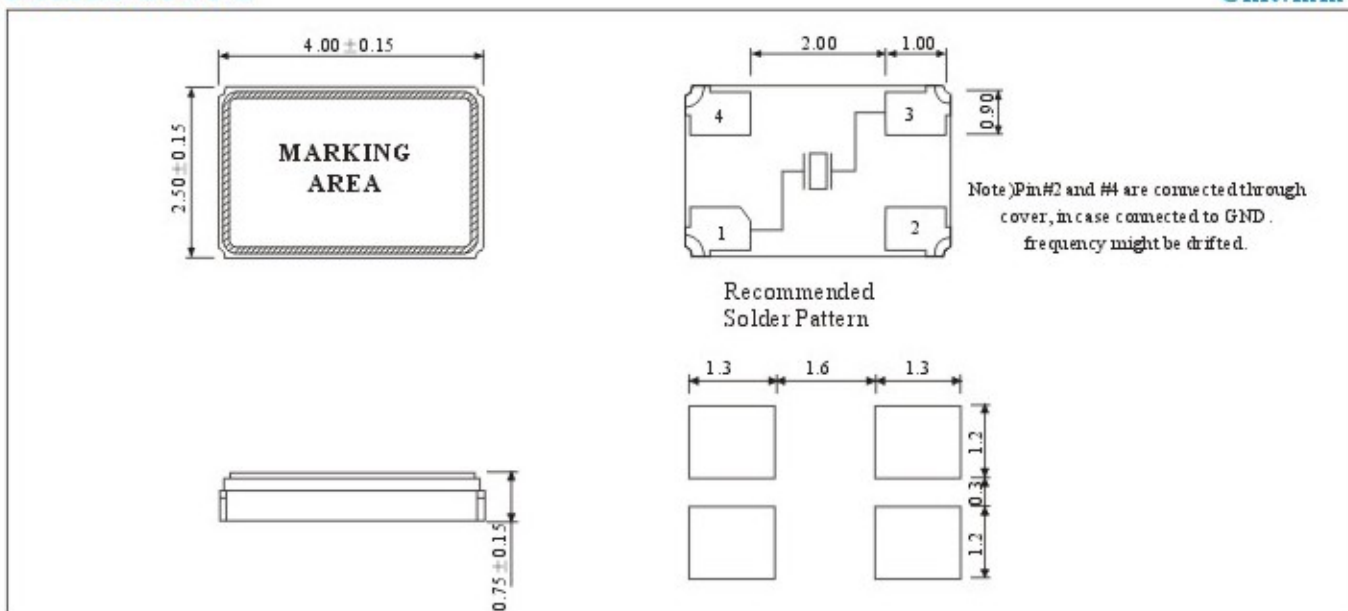 4.00±0.15
2.50±0.15
MARKING
AREA
2.00
1.00
4
3
0.90
1
2
Note)Pin#2 and #4 are connected through
cover, in case connected to GND.
frequency might be drifted.
Recommended
Solder Pattern
1.3
1.6
1.3
1.2
0.3
1.2
0.75±0.15